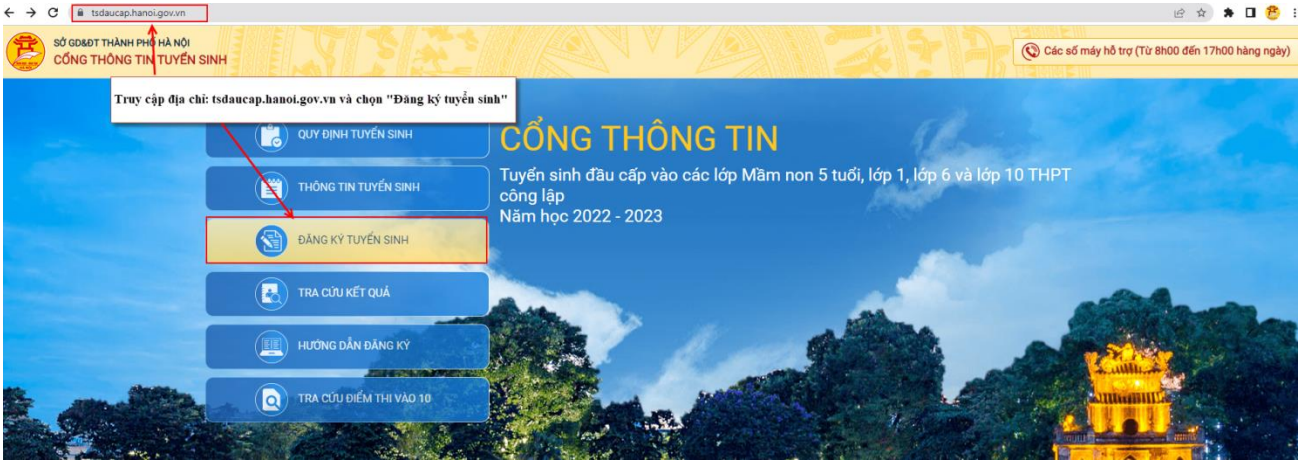 tsdaucap.hanoi.gov.vn
SỞ GD&ĐT THÀNH PHỐ HÀ NỘI
CỔNG THÔNG TIN TUYỂN SINH
Các số máy hỗ trợ (Từ 8h00 đến 17h00 hàng ngày)
Truy cập địa chỉ: tsdaucap.hanoi.gov.vn và chọn "Đăng ký tuyển sinh"
QUY ĐỊNH TUYỂN SINH
THÔNG TIN TUYỂN SINH
ĐĂNG KÝ TUYỂN SINH
TRA CỨU KẾT QUẢ
HƯỚNG DẪN ĐĂNG KÝ
TRA CỨU ĐIỂM THI VÀO 10
CỔNG THÔNG TIN
Tuyển sinh đầu cấp vào các lớp Mầm non 5 tuổi, lớp 1, lớp 6 và lớp 10 THPT
công lập
Năm học 2022 - 2023